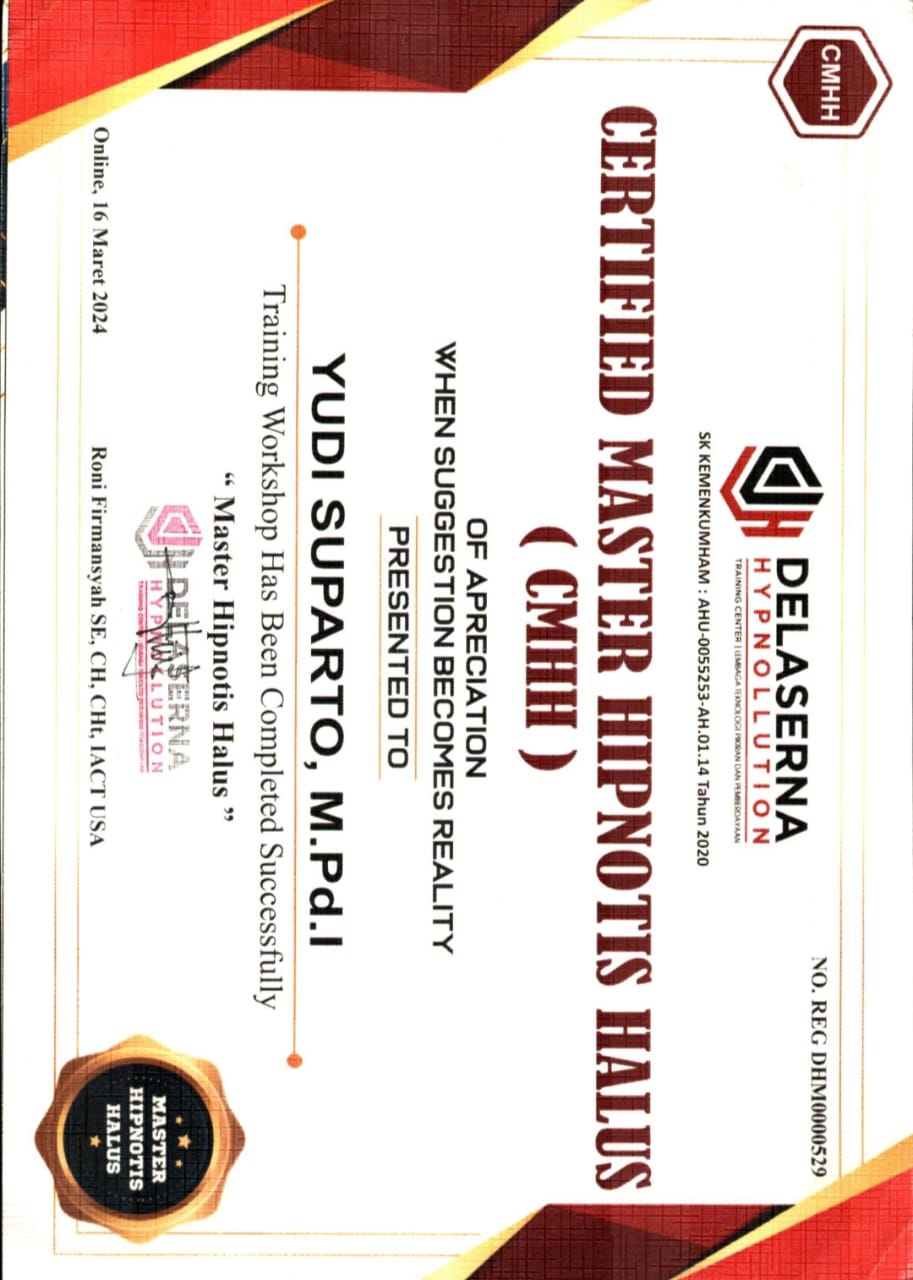 CMHH
NO. REG DHM0000529
DH DELASERNA
HYPNOLLUTION
TRAINING CENTER | LEMBAGA TEKNOLOGI PIKIRAN DAN PEMBERDAYAAN
SK KEMENKUMHAM : AHU-0055253-AH.01.14 Tahun 2020
CERTIFIED MASTER HIPNOTIS HALUS
( CMHH )
OF APRECIATION
WHEN SUGGESTION BECOMES REALITY
PRESENTED TO
YUDI SUPARTO, M.Pd.I
Training Workshop Has Been Completed Successfully
“ Master Hipnotis Halus ”
DELASERNA
HYPNOLLUTION
Online, 16 Maret 2024
Roni Firmansyah SE, CH, CHt, IACT USA
MASTER
HIPNOTIS
HALUS